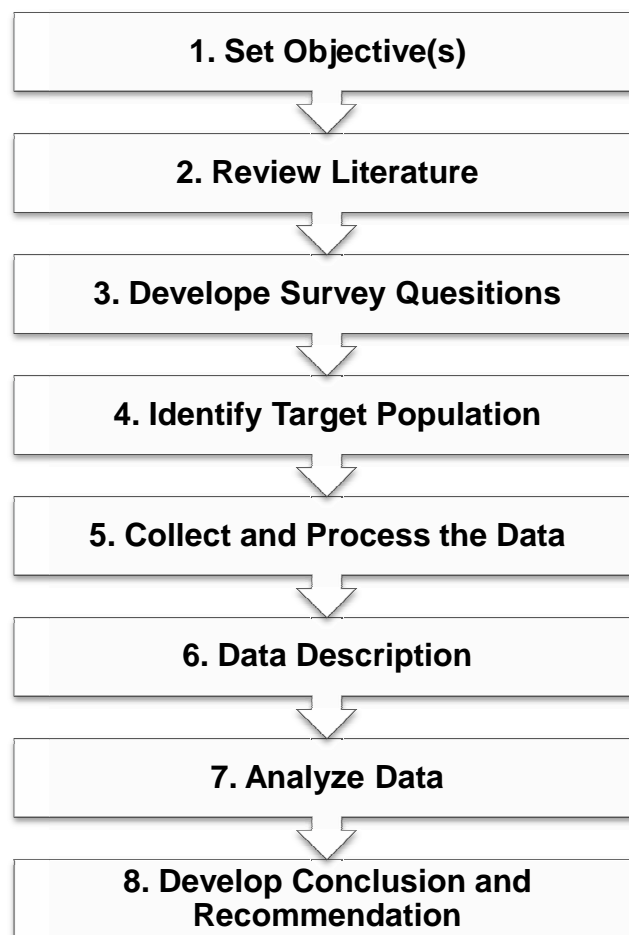 1. Set Objective(s)
2. Review Literature
3. Develope Survey Quesitions
4. Identify Target Population
5. Collect and Process the Data
6. Data Description
7. Analyze Data
8. Develop Conclusion and
Recommendation